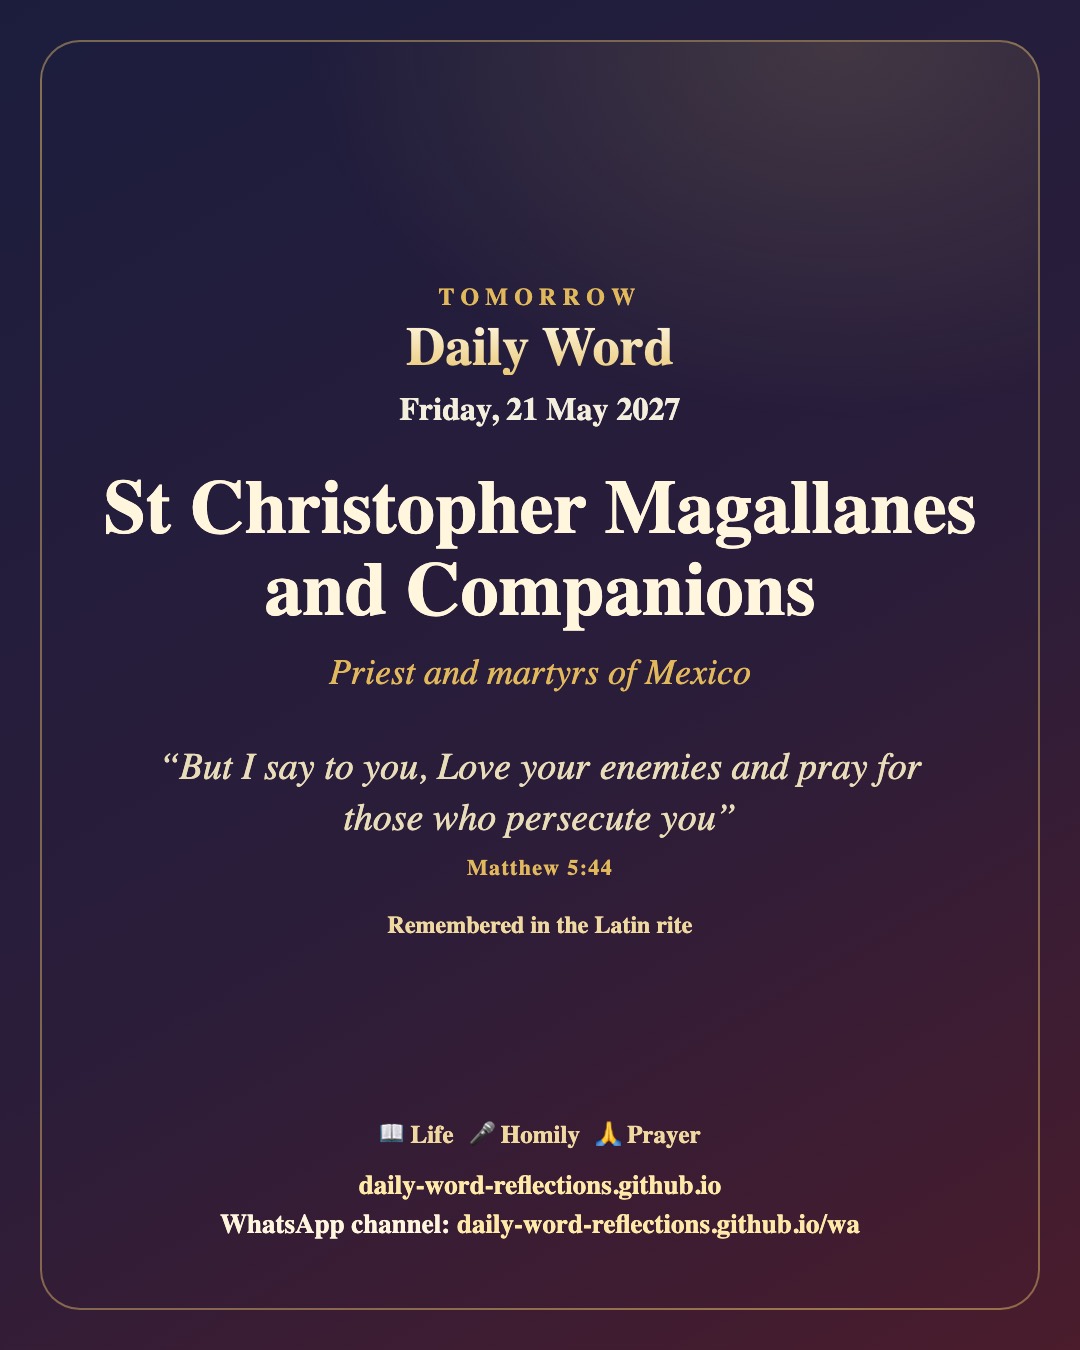 TOMORROW
Daily Word
Friday, 21 May 2027
St Christopher Magallanes
and Companions
Priest and martyrs of Mexico
“But I say to you, Love your enemies and pray for
those who persecute you”
Matthew 5:44
Remembered in the Latin rite
📖 Life 🎤 Homily 🙏 Prayer
daily-word-reflections.github.io
WhatsApp channel: daily-word-reflections.github.io/wa